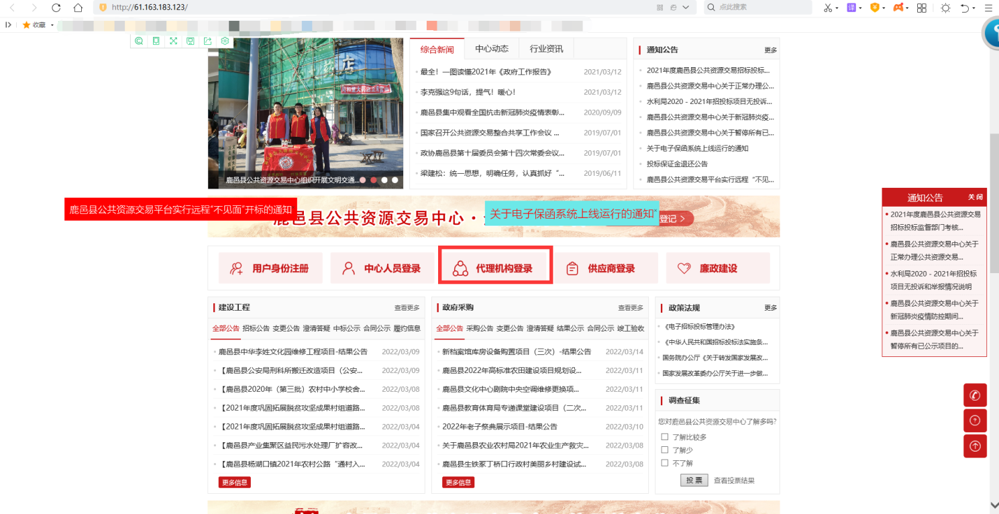 http://61.163.183.123/
点此搜索
译
收藏
综合新闻 中心动态 行业资讯
最全！一图读懂2021年《政府工作报告》 2021/03/12
李克强这9句话，提气！暖心！ 2021/03/12
鹿邑县集中观看全国抗击新冠肺炎疫情表彰... 2020/09/09
国家召开公共资源交易整合共享工作会议 ... 2019/07/01
政协鹿邑县第十届委员会第十四次常委会议... 2019/07/01
梁建松：统一思想，明确任务，认真抓好“... 2019/06/11
鹿邑县公共资源交易中心组织开展文明交通...
通知公告 更多
2021年度鹿邑县公共资源交易招标投标...
鹿邑县公共资源交易中心关于正常办理公...
水利局2020－2021年招投标项目无投诉...
鹿邑县公共资源交易中心关于新冠肺炎疫...
鹿邑县公共资源交易中心关于暂停所有已...
关于电子保函系统上线运行的通知
投标保证金退还公告
鹿邑县公共资源交易平台实行远程“不见...
鹿邑县公共资源交易平台实行远程“不见面”开标的通知
鹿邑县公共资源交易中心·
关于电子保函系统上线运行的通知
登记
用户身份注册 中心人员登录 代理机构登录 供应商登录 廉政建设
建设工程 查看更多
全部公告 招标公告 变更公告 澄清答疑 中标公示 合同公示 履约信息
鹿邑县中华李姓文化园维修工程项目-结果公告 2022/03/09
【鹿邑县公安局刑科所搬迁改造项目（公安... 2022/03/09
【鹿邑县2020年（第三批）农村中小学校舍... 2022/03/08
【2021年度巩固拓展脱贫攻坚成果村组道路... 2022/03/08
【2021年度巩固拓展脱贫攻坚成果村组道路... 2022/03/04
【鹿邑县产业集聚区益民污水处理厂扩容改... 2022/03/04
【鹿邑县杨湖口镇2021年农村公路“通村入... 2022/03/04
更多信息
政府采购 查看更多
全部公告 采购公告 变更公告 澄清答疑 结果公示 合同公示 竣工验收
新档案馆库房设备购置项目（三次）-结果公告 2022/03/14
鹿邑县2022年高标准农田建设项目规划设... 2022/03/11
鹿邑县文化中心剧院中央空调维修更换项... 2022/03/11
鹿邑县教育体育局专递课堂建设项目（二次... 2022/03/11
2022年老子祭典展示项目-结果公告 2022/03/10
关于鹿邑县农业农村局2021年农业生产救灾... 2022/03/08
鹿邑县生铁冢丁桥口行政村美丽乡村建设试... 2022/03/08
更多信息
政策法规 更多
《电子招标投标管理办法》
《中华人民共和国招标投标法实施条...
国务院办公厅《关于转发国家发展改...
国家发展改革委办公厅关于进一步做...
调查征集
您对鹿邑县公共资源交易中心了解多吗?
了解比较多
了解少
不了解
投 票 查看投票结果
通知公告 关闭
2021年度鹿邑县公共资源交易
招标投标监督部门考核...
鹿邑县公共资源交易中心关于
正常办理公共资源交易...
水利局2020－2021年招投标
项目无投诉和举报情况说明
鹿邑县公共资源交易中心关于
新冠肺炎疫情防控期间...
鹿邑县公共资源交易中心关于
暂停所有已公示项目的...